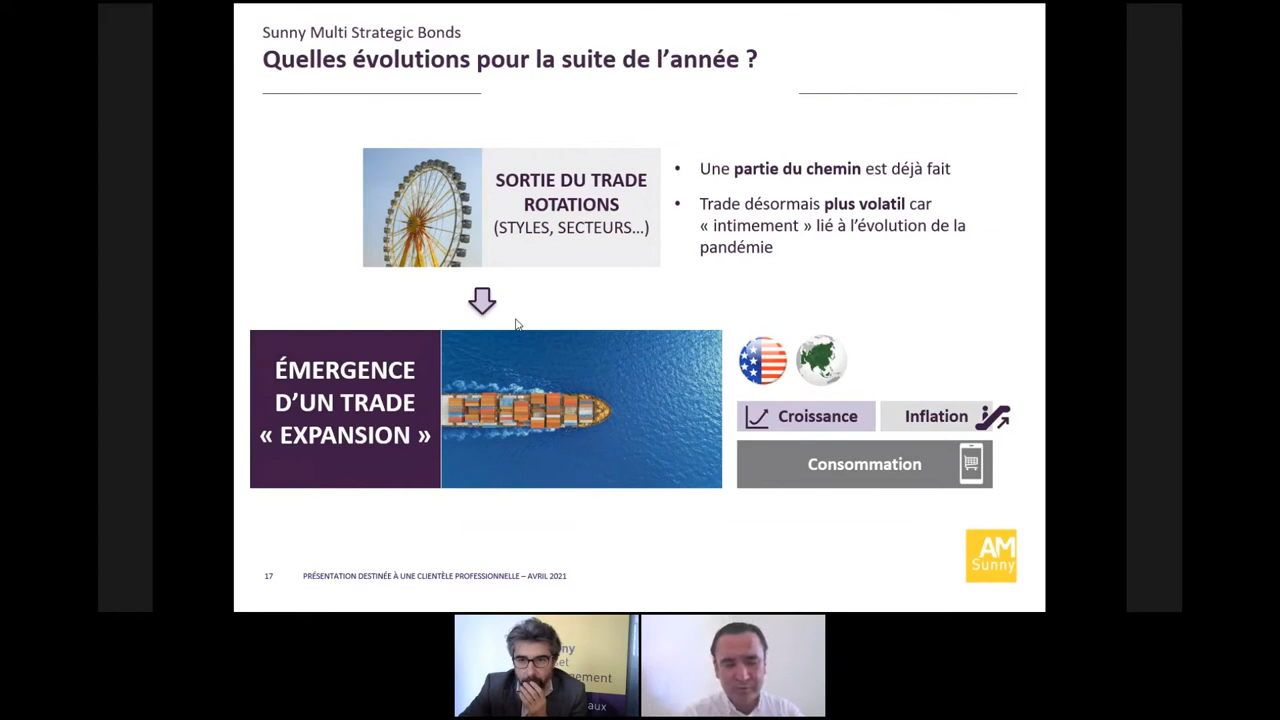 Sunny Multi Strategic Bonds
Quelles évolutions pour la suite de l’année ?
SORTIE DU TRADE
ROTATIONS
(STYLES, SECTEURS…)
• Une partie du chemin est déjà fait
• Trade désormais plus volatil car
« intimement » lié à l’évolution de la
pandémie
ÉMERGENCE
D’UN TRADE
« EXPANSION »
Croissance
Inflation
Consommation
AM
Sunny
17
PRÉSENTATION DESTINÉE À UNE CLIENTÈLE PROFESSIONNELLE – AVRIL 2021